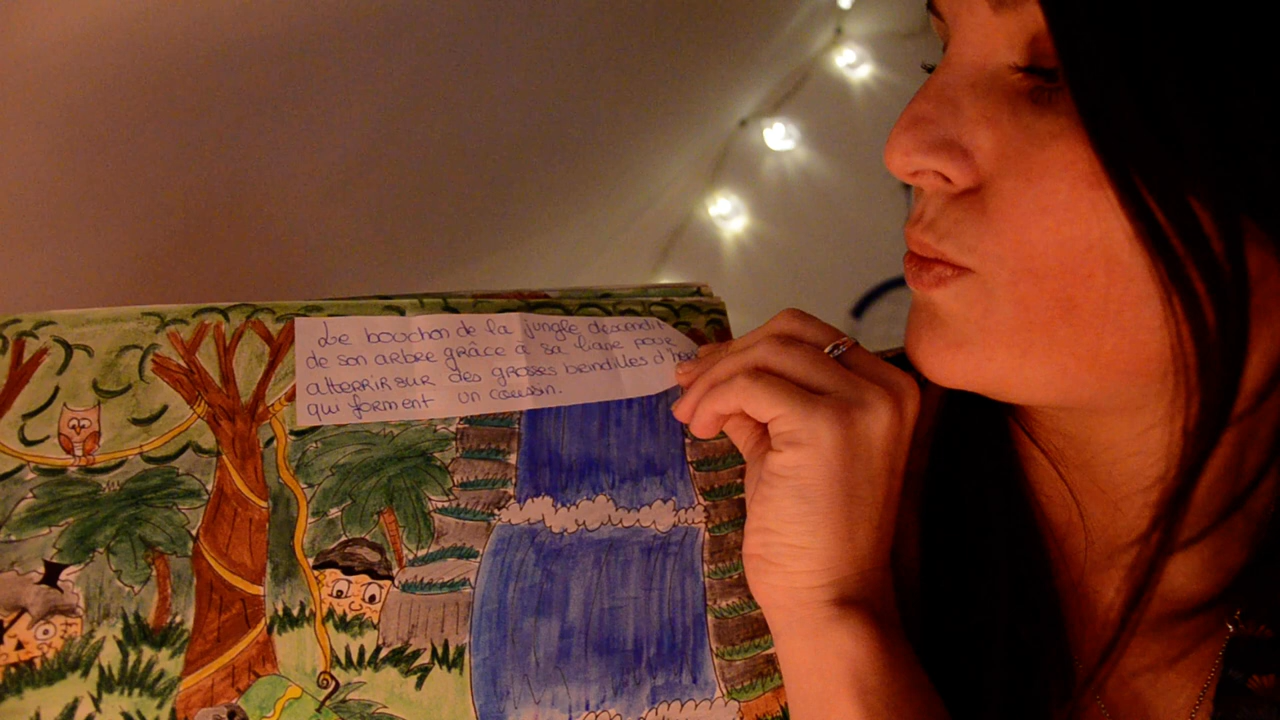 Le bouchon de la jungle descendit
de son arbre grâce à sa liane pour
atterrir sur des grosses brindilles
qui forment un coussin.